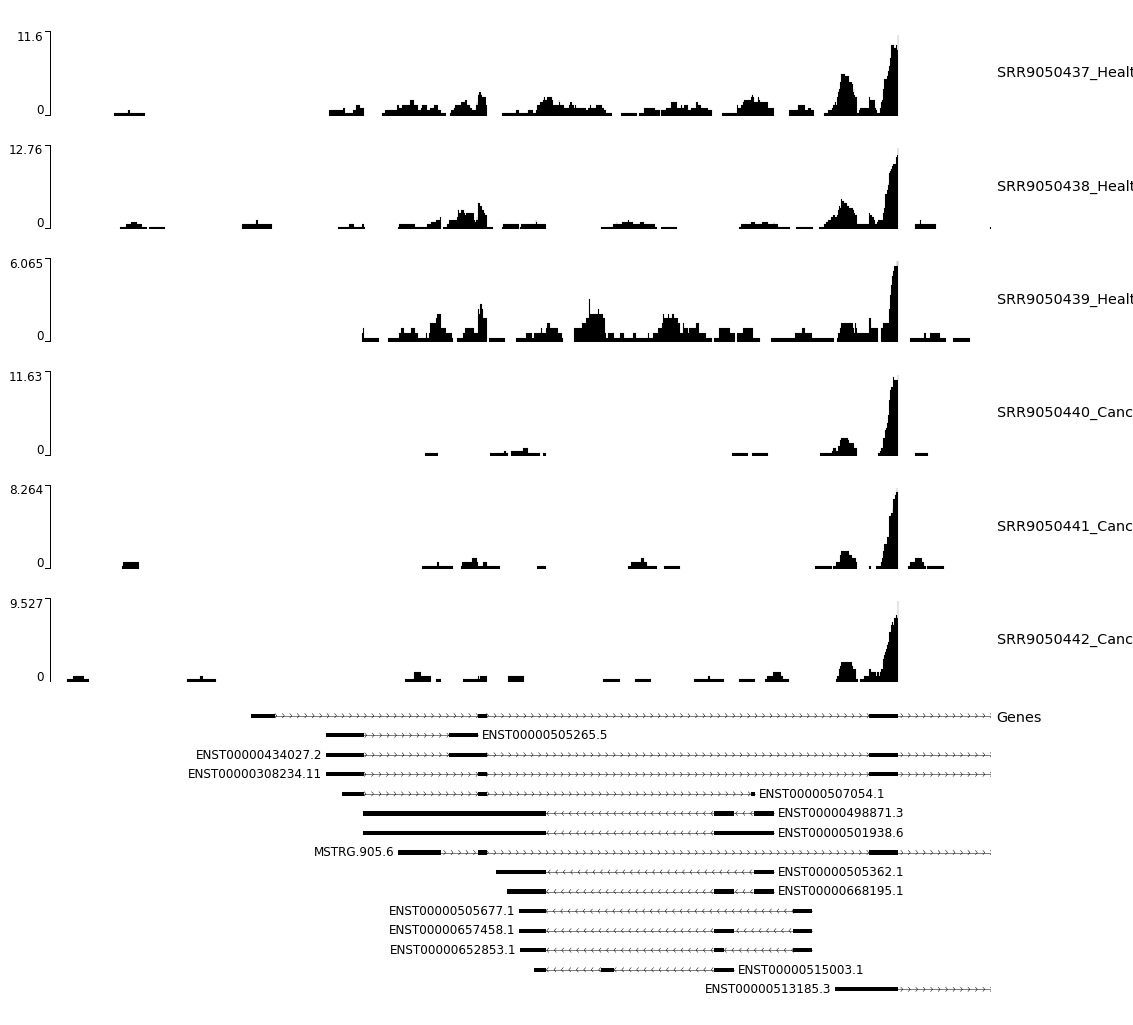 11.6
SRR9050437_Healt
0
12.76
SRR9050438_Healt
0
6.065
SRR9050439_Healt
0
11.63
SRR9050440_Canc
0
8.264
SRR9050441_Canc
0
9.527
SRR9050442_Canc
0
Genes
ENST00000505265.5
ENST00000434027.2
ENST00000308234.11
ENST00000507054.1
ENST00000498871.3
ENST00000501938.6
MSTRG.905.6
ENST00000505362.1
ENST00000668195.1
ENST00000505677.1
ENST00000657458.1
ENST00000652853.1
ENST00000515003.1
ENST00000513185.3